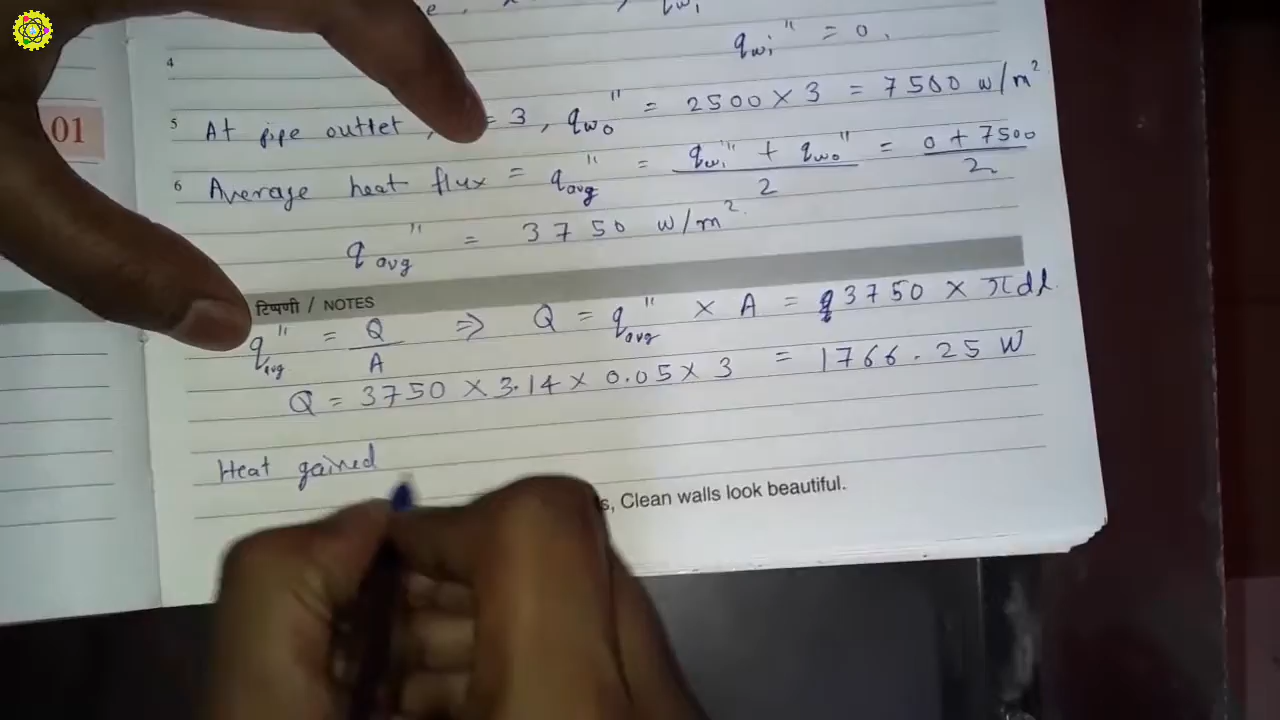 q_wi'' = 0.
4
5 At pipe outlet, = 3, q_wo'' = 2500 × 3 = 7500 W/m²
01
6 Average heat flux = q_avg'' = (q_wi'' + q_wo'')/2 = (0 + 7500)/2
q_avg'' = 3750 W/m².
टिप्पणी / NOTES
q_avg'' = Q/A ⇒ Q = q_avg'' × A = 3750 × πdl
Q = 3750 × 3.14 × 0.05 × 3 = 1766.25 W
Heat gained
Clean walls look beautiful.